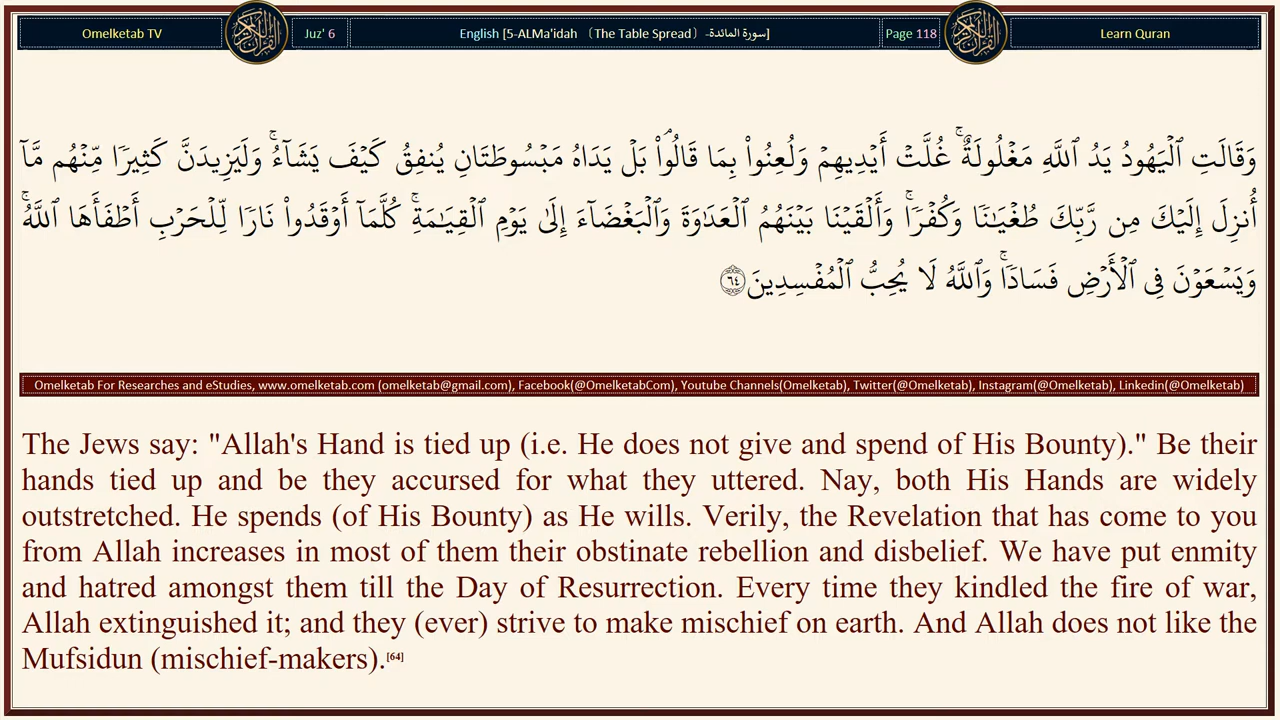 Omelketab TV
Juz' 6
English [5-ALMa'idah (The Table Spread) -سورة المائدة]
Page 118
Learn Quran
وَقَالَتِ ٱلْيَهُودُ يَدُ ٱللَّهِ مَغْلُولَةٌ ۚ غُلَّتْ أَيْدِيهِمْ وَلُعِنُوا۟ بِمَا قَالُوا۟ ۘ بَلْ يَدَاهُ مَبْسُوطَتَانِ يُنفِقُ كَيْفَ يَشَآءُ ۚ وَلَيَزِيدَنَّ كَثِيرًا مِّنْهُم مَّآ
أُنزِلَ إِلَيْكَ مِن رَّبِّكَ طُغْيَـٰنًا وَكُفْرًا ۚ وَأَلْقَيْنَا بَيْنَهُمُ ٱلْعَدَٰوَةَ وَٱلْبَغْضَآءَ إِلَىٰ يَوْمِ ٱلْقِيَـٰمَةِ ۚ كُلَّمَآ أَوْقَدُوا۟ نَارًا لِّلْحَرْبِ أَطْفَأَهَا ٱللَّهُ ۚ
وَيَسْعَوْنَ فِى ٱلْأَرْضِ فَسَادًا ۚ وَٱللَّهُ لَا يُحِبُّ ٱلْمُفْسِدِينَ ٦٤
Omelketab For Researches and eStudies, www.omelketab.com (omelketab@gmail.com), Facebook(@OmelketabCom), Youtube Channels(Omelketab), Twitter(@Omelketab), Instagram(@Omelketab), Linkedin(@Omelketab)
The Jews say: "Allah's Hand is tied up (i.e. He does not give and spend of His Bounty)." Be their
hands tied up and be they accursed for what they uttered. Nay, both His Hands are widely
outstretched. He spends (of His Bounty) as He wills. Verily, the Revelation that has come to you
from Allah increases in most of them their obstinate rebellion and disbelief. We have put enmity
and hatred amongst them till the Day of Resurrection. Every time they kindled the fire of war,
Allah extinguished it; and they (ever) strive to make mischief on earth. And Allah does not like the
Mufsidun (mischief-makers).[64]